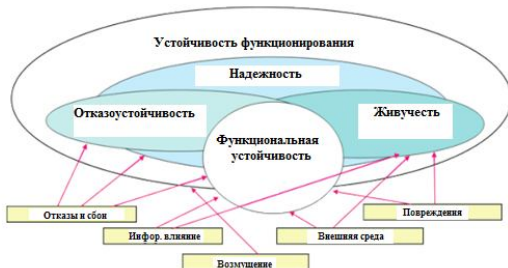 Устойчивость функционирования
Надежность
Отказоустойчивость
Живучесть
Функциональная
устойчивость
Отказы и сбои
Повреждения
Инфор. влияние
Внешняя среда
Возмущение